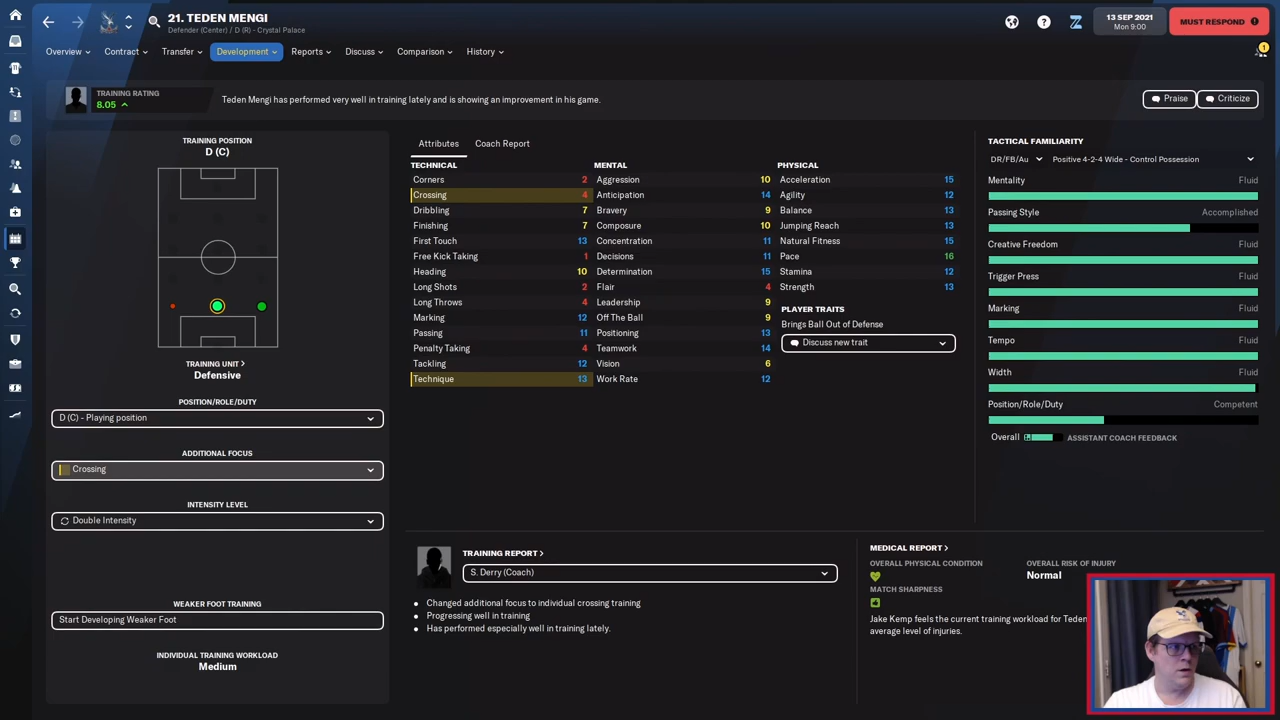 21. TEDEN MENGI
Defender (Center) / D (R) - Crystal Palace
13 SEP 2021
Mon 9:00
MUST RESPOND
Overview
Contract
Transfer
Development
Reports
Discuss
Comparison
History
1
TRAINING RATING
8.05
Teden Mengi has performed very well in training lately and is showing an improvement in his game.
Praise
Criticize
TRAINING POSITION
D (C)
TRAINING UNIT
Defensive
POSITION/ROLE/DUTY
D (C) - Playing position
ADDITIONAL FOCUS
Crossing
INTENSITY LEVEL
Double Intensity
WEAKER FOOT TRAINING
Start Developing Weaker Foot
INDIVIDUAL TRAINING WORKLOAD
Medium
Attributes
Coach Report
TECHNICAL
Corners 2
Crossing 4
Dribbling 7
Finishing 7
First Touch 13
Free Kick Taking 1
Heading 10
Long Shots 2
Long Throws 4
Marking 12
Passing 11
Penalty Taking 4
Tackling 12
Technique 13
MENTAL
Aggression 10
Anticipation 14
Bravery 9
Composure 10
Concentration 11
Decisions 11
Determination 15
Flair 4
Leadership 9
Off The Ball 9
Positioning 13
Teamwork 14
Vision 6
Work Rate 12
PHYSICAL
Acceleration 15
Agility 12
Balance 13
Jumping Reach 13
Natural Fitness 15
Pace 16
Stamina 12
Strength 13
PLAYER TRAITS
Brings Ball Out of Defense
Discuss new trait
TACTICAL FAMILIARITY
DR/FB/Au
Positive 4-2-4 Wide - Control Possession
Mentality Fluid
Passing Style Accomplished
Creative Freedom Fluid
Trigger Press Fluid
Marking Fluid
Tempo Fluid
Width Fluid
Position/Role/Duty Competent
Overall
ASSISTANT COACH FEEDBACK
TRAINING REPORT
S. Derry (Coach)
Changed additional focus to individual crossing training
Progressing well in training
Has performed especially well in training lately.
MEDICAL REPORT
OVERALL PHYSICAL CONDITION
MATCH SHARPNESS
OVERALL RISK OF INJURY
Normal
Jake Kemp feels the current training workload for Teden
average level of injuries.